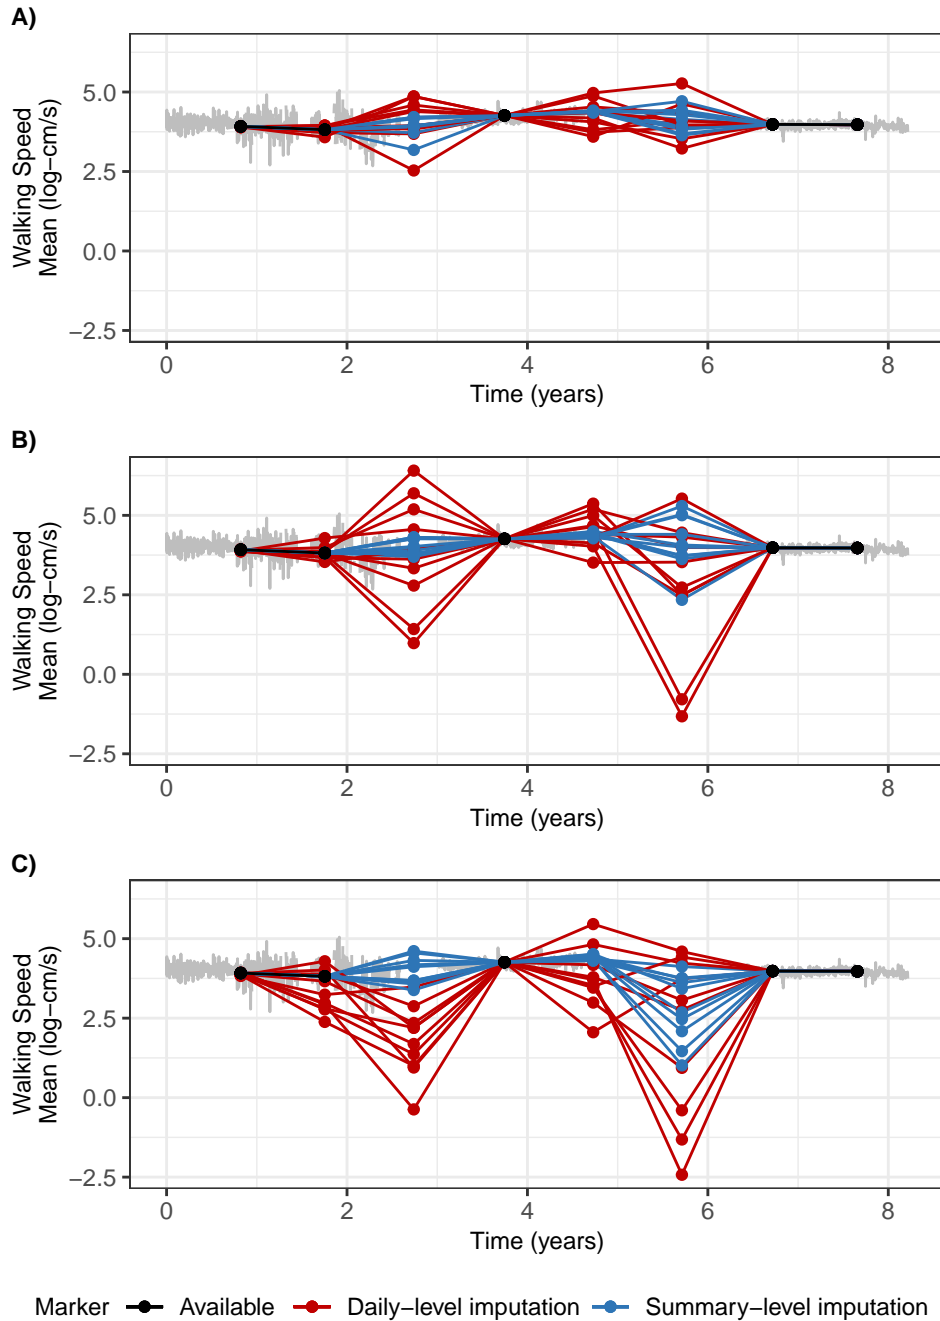 A)
Walking Speed
Mean (log−cm/s)
5.0
2.5
0.0
−2.5
0 2 4 6 8
Time (years)
B)
Walking Speed
Mean (log−cm/s)
5.0
2.5
0.0
−2.5
0 2 4 6 8
Time (years)
C)
Walking Speed
Mean (log−cm/s)
5.0
2.5
0.0
−2.5
0 2 4 6 8
Time (years)
Marker Available Daily−level imputation Summary−level imputation